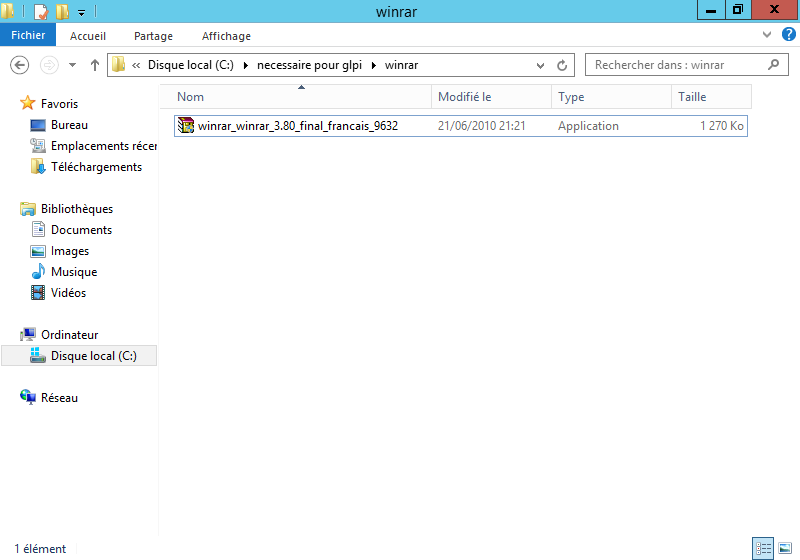 winrar
Fichier Accueil Partage Affichage
« Disque local (C:) necessaire pour glpi winrar Rechercher dans : winrar
Nom Modifié le Type Taille
winrar_winrar_3.80_final_francais_9632 21/06/2010 21:21 Application 1 270 Ko
Favoris
Bureau
Emplacements récer
Téléchargements
Bibliothèques
Documents
Images
Musique
Vidéos
Ordinateur
Disque local (C:)
Réseau
1 élément